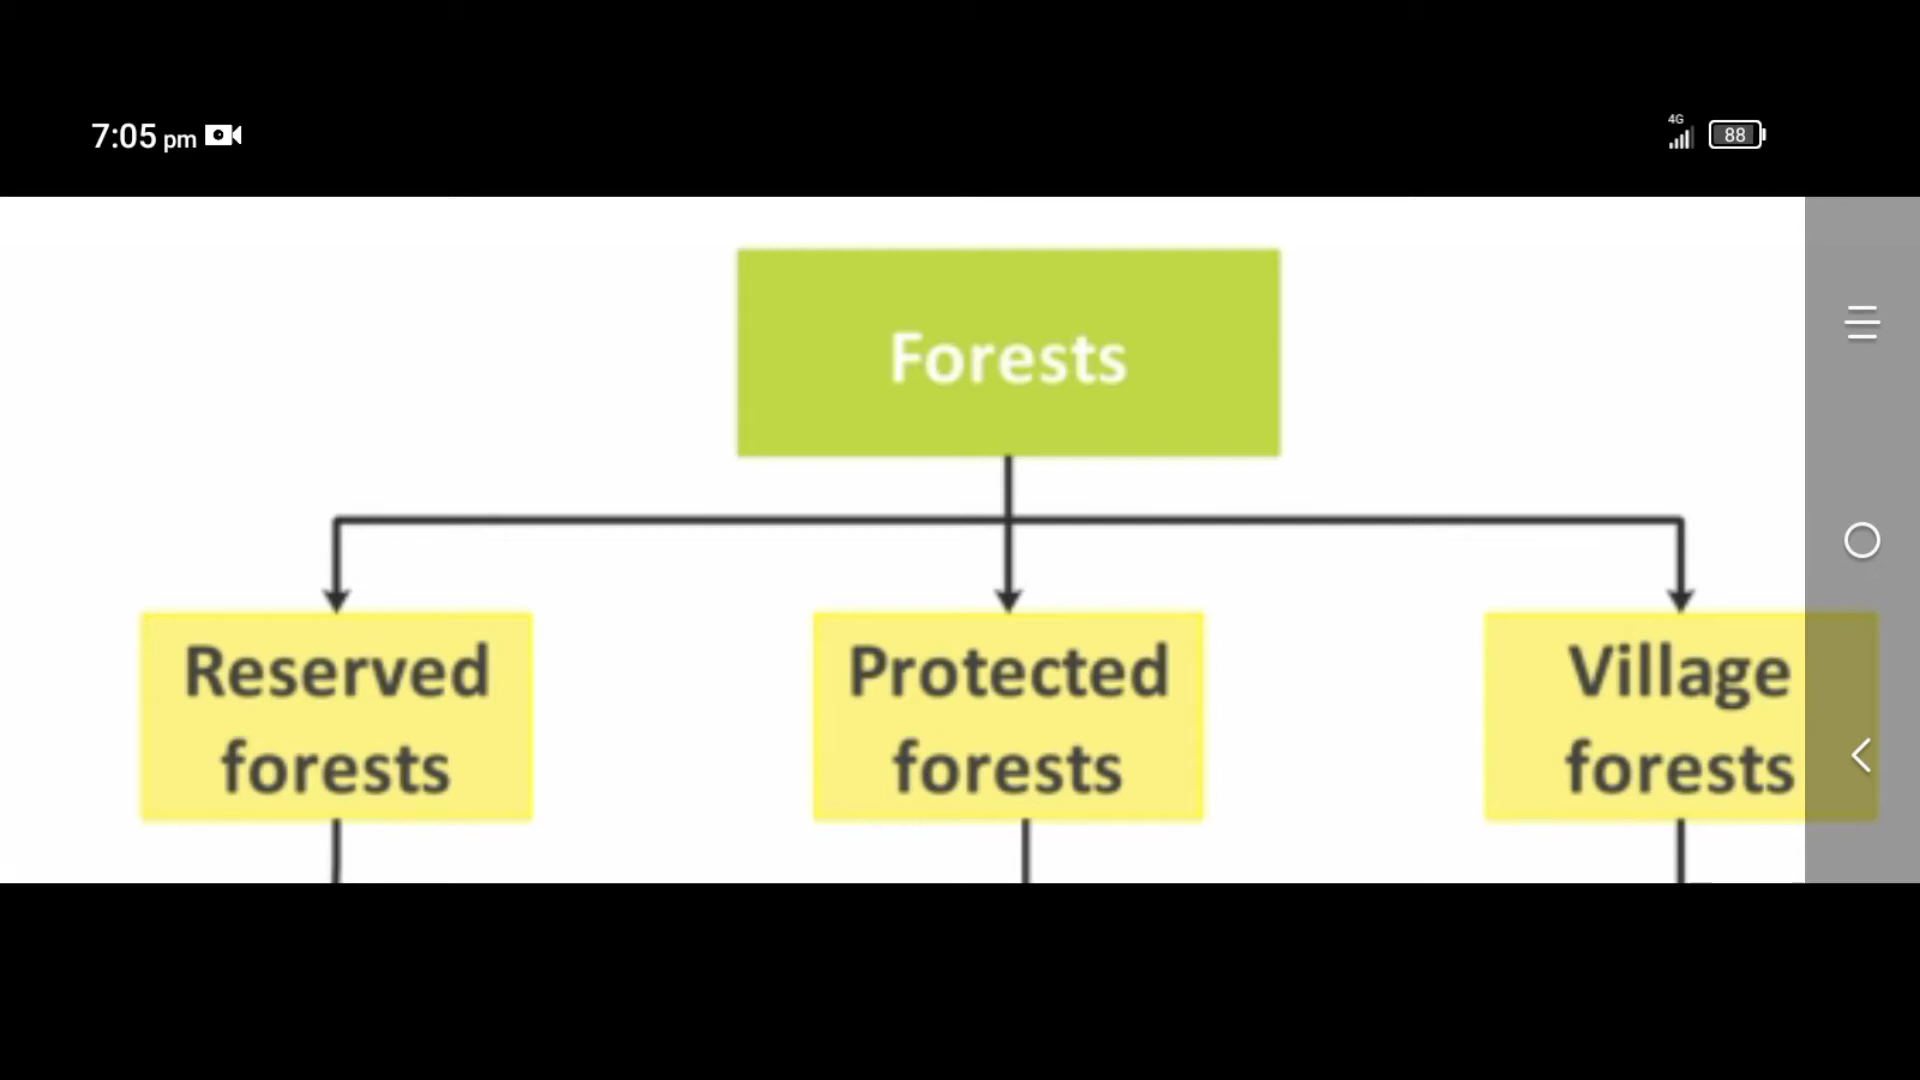 7:05 pm
4G
88
Forests
Reserved
forests
Protected
forests
Village
forests